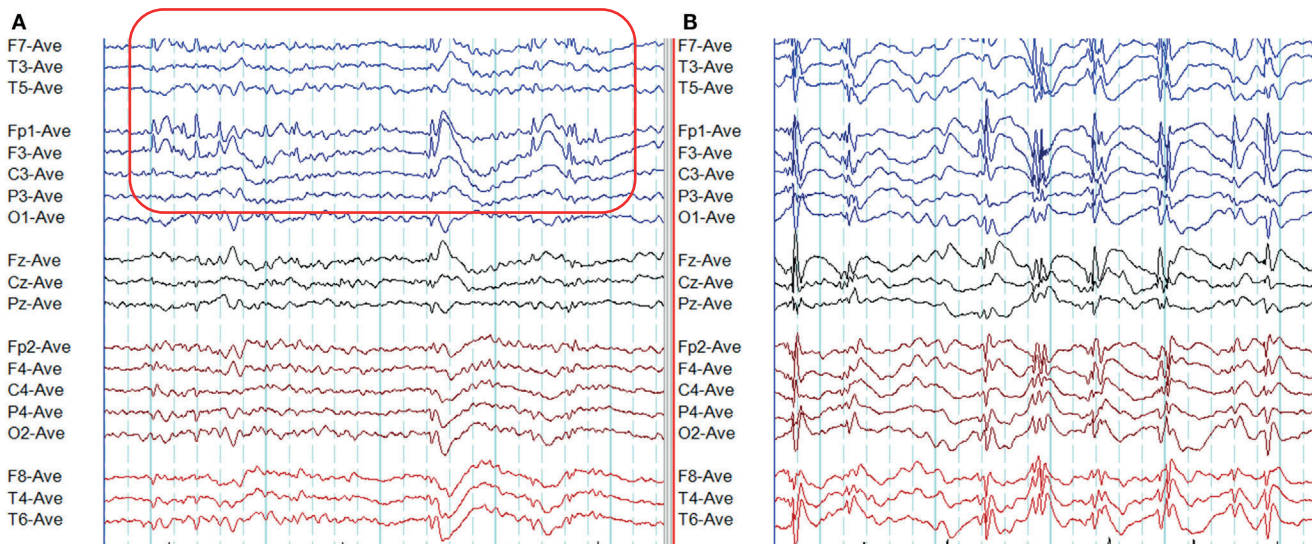 A
F7-Ave
T3-Ave
T5-Ave
Fp1-Ave
F3-Ave
C3-Ave
P3-Ave
O1-Ave
Fz-Ave
Cz-Ave
Pz-Ave
Fp2-Ave
F4-Ave
C4-Ave
P4-Ave
O2-Ave
F8-Ave
T4-Ave
T6-Ave
B
F7-Ave
T3-Ave
T5-Ave
Fp1-Ave
F3-Ave
C3-Ave
P3-Ave
O1-Ave
Fz-Ave
Cz-Ave
Pz-Ave
Fp2-Ave
F4-Ave
C4-Ave
P4-Ave
O2-Ave
F8-Ave
T4-Ave
T6-Ave